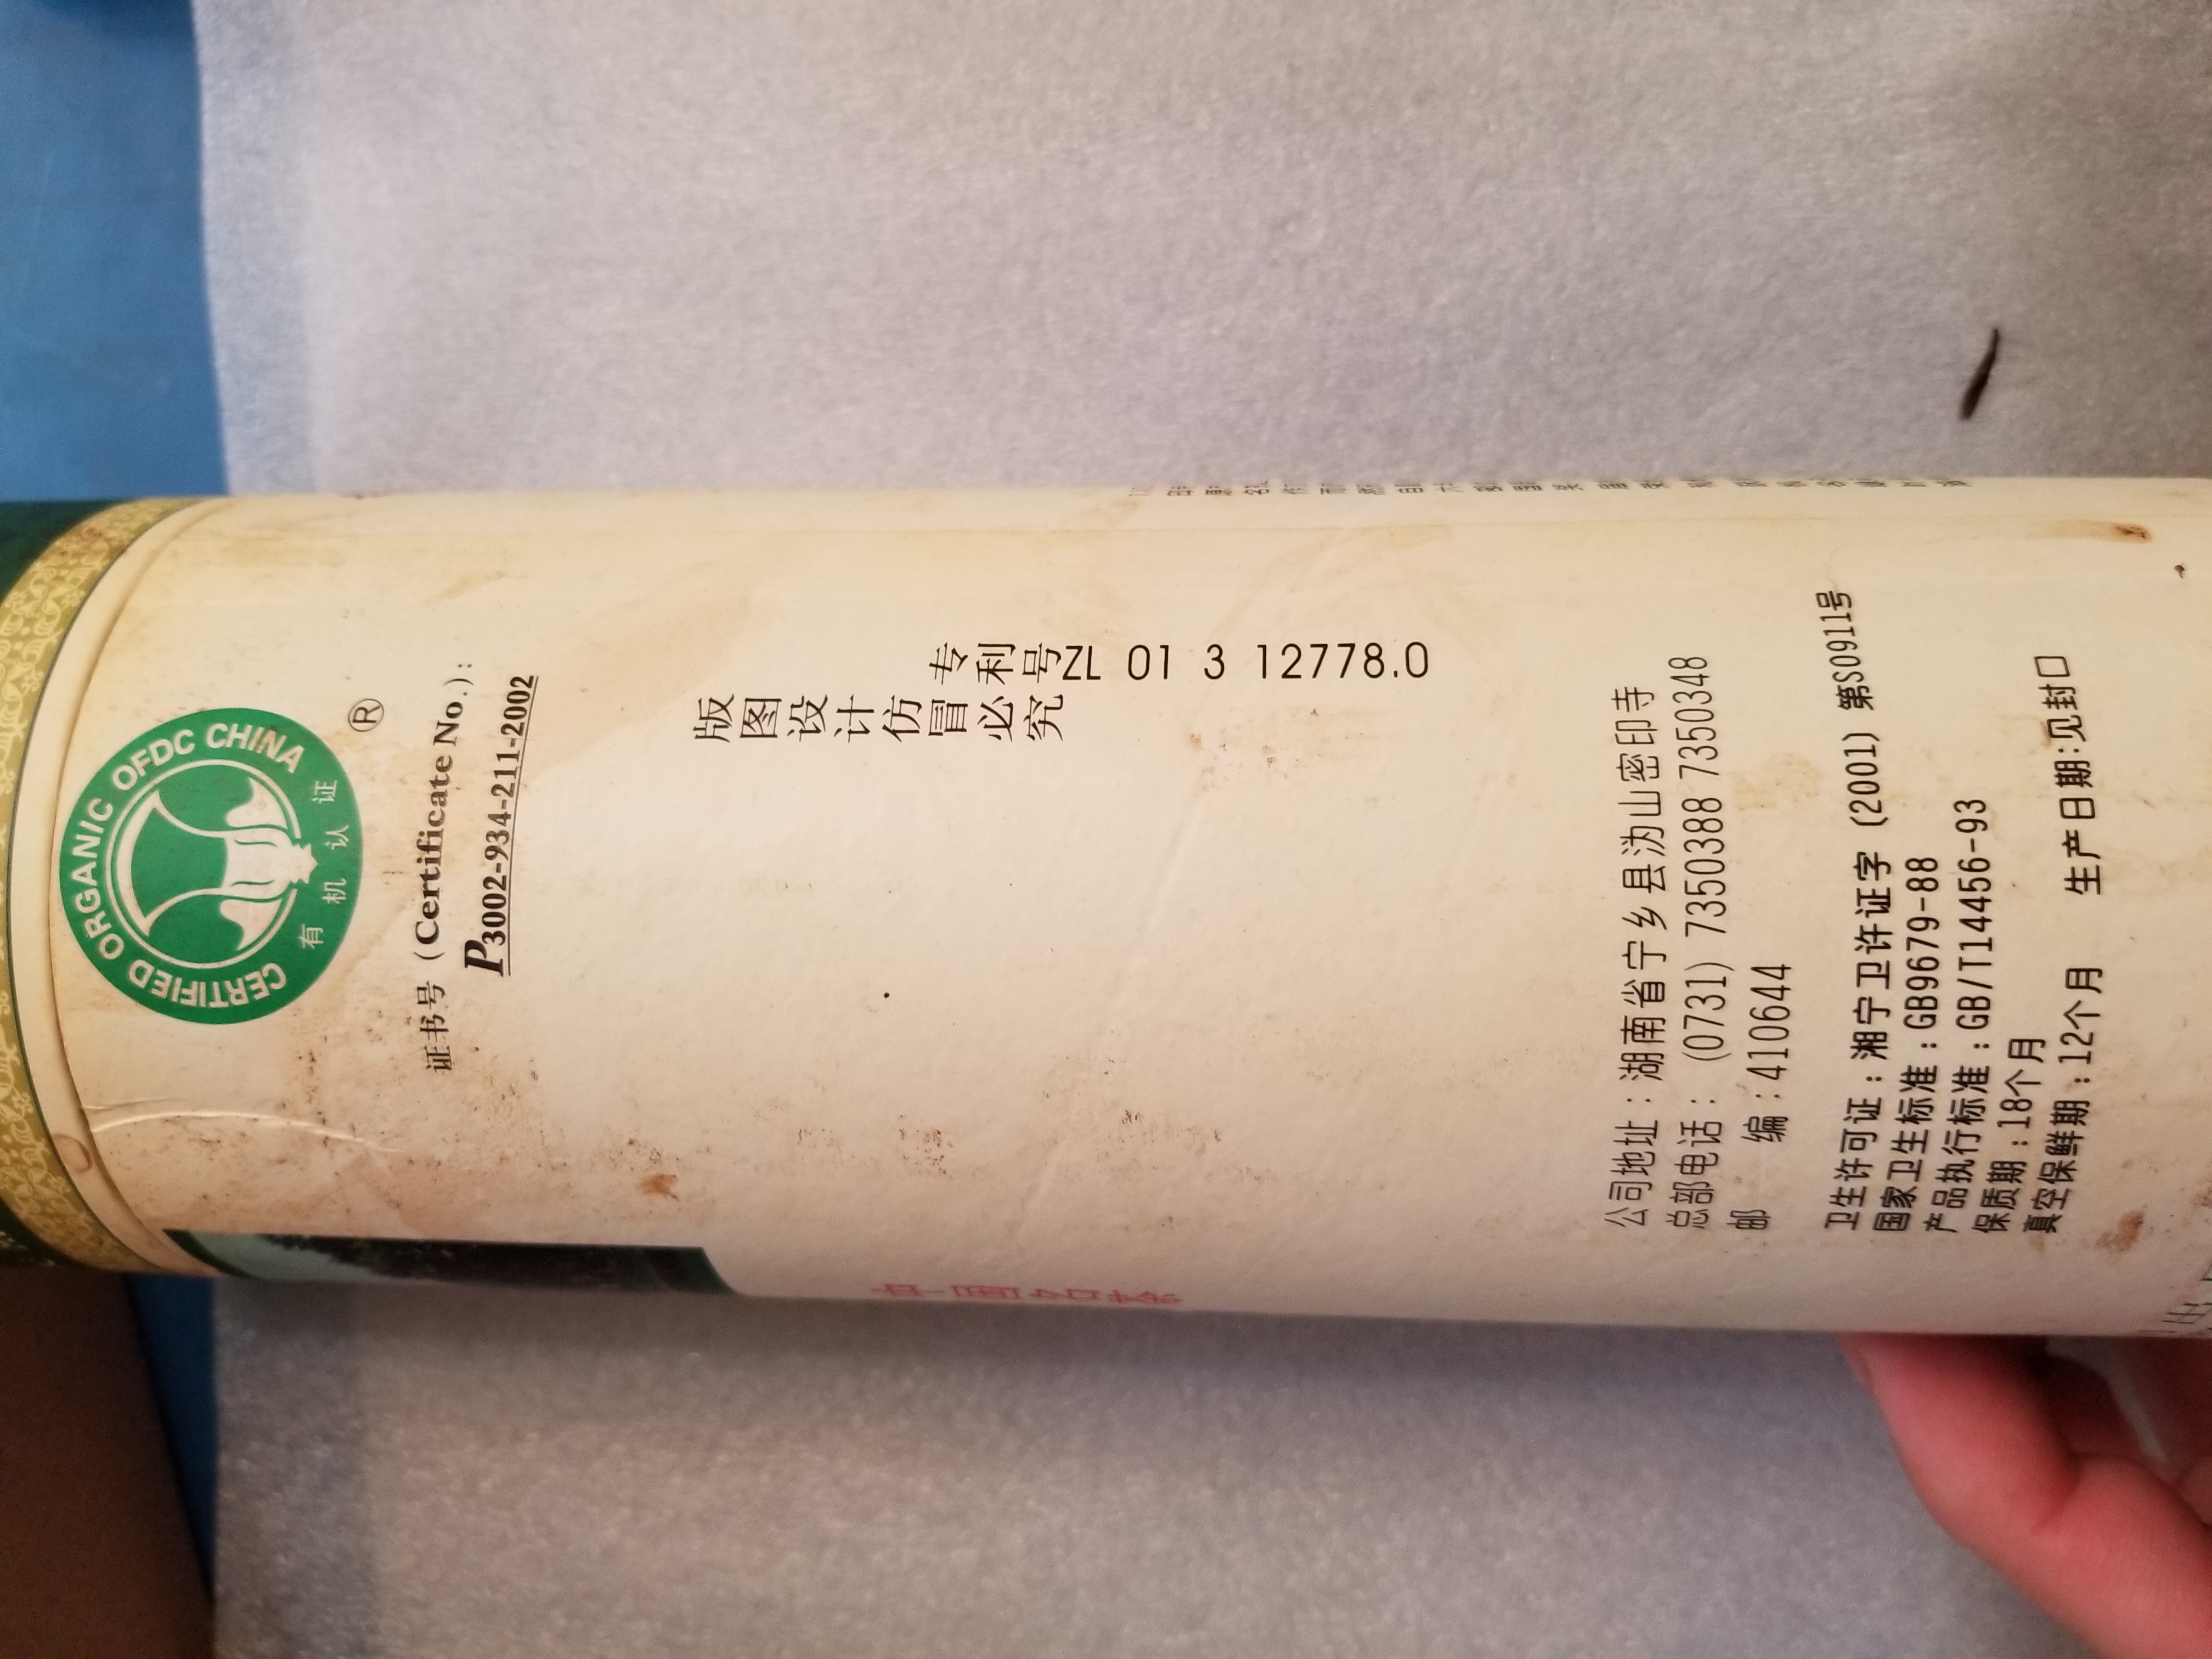 CERTIFIED ORGANIC OFDC CHINA
有机认证
®
证书号（Certificate No.）：
P3002-934-211-2002
专利号ZL 01 3 12778.0
版图设计仿冒必究
公司地址：湖南省宁乡县沩山密印寺
总部电话：(0731) 7350388 7350348
邮 编：410644
卫生许可证：湘宁卫许证字 (2001) 第S0911号
国家卫生标准：GB9679-88
产品执行标准：GB/T14456-93
保质期：18个月
真空保鲜期：12个月 生产日期:见封口
中国名茶